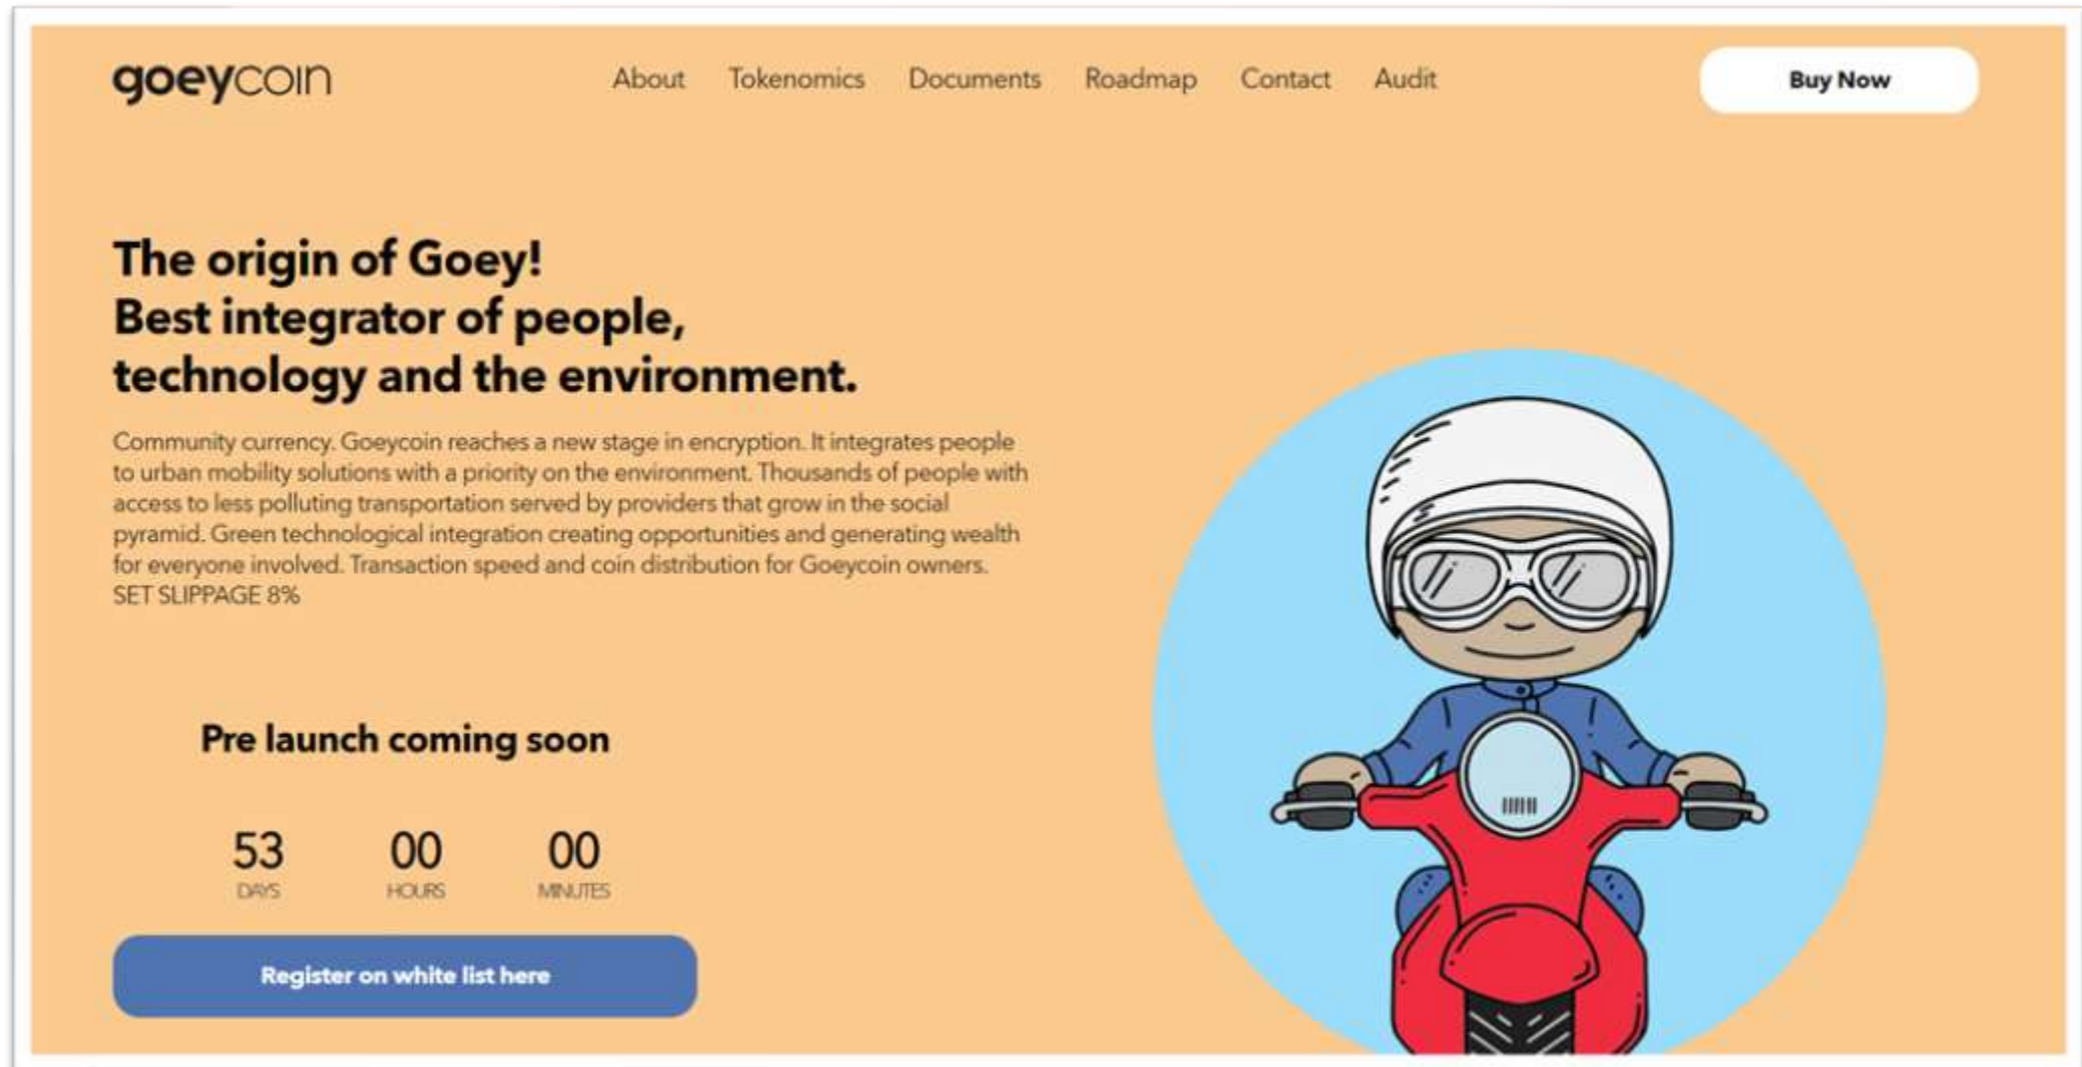 goeycoin
About Tokenomics Documents Roadmap Contact Audit
Buy Now
The origin of Goey!
Best integrator of people,
technology and the environment.
Community currency. Goeycoin reaches a new stage in encryption. It integrates people
to urban mobility solutions with a priority on the environment. Thousands of people with
access to less polluting transportation served by providers that grow in the social
pyramid. Green technological integration creating opportunities and generating wealth
for everyone involved. Transaction speed and coin distribution for Goeycoin owners.
SET SLIPPAGE 8%
Pre launch coming soon
53 00 00
DAYS HOURS MINUTES
Register on white list here